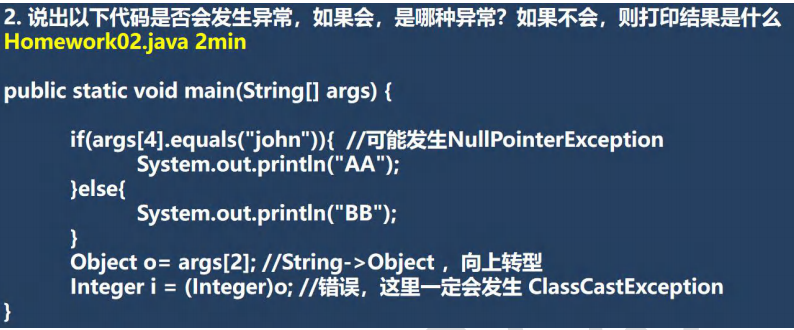 2. 说出以下代码是否会发生异常，如果会，是哪种异常？如果不会，则打印结果是什么
Homework02.java 2min
public static void main(String[] args) {
if(args[4].equals("john")){ //可能发生NullPointerException
System.out.println("AA");
}else{
System.out.println("BB");
}
Object o= args[2]; //String->Object ，向上转型
Integer i = (Integer)o; //错误，这里一定会发生 ClassCastException
}